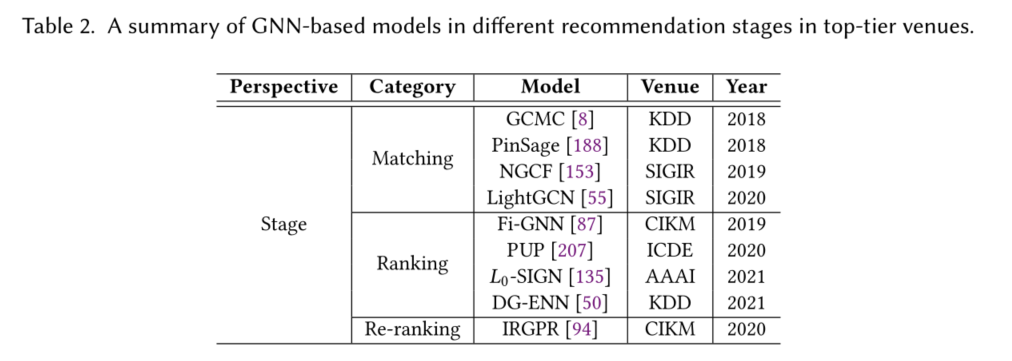 Table 2. A summary of GNN-based models in different recommendation stages in top-tier venues.
Perspective Category Model Venue Year
Stage Matching GCMC [8] KDD 2018
PinSage [188] KDD 2018
NGCF [153] SIGIR 2019
LightGCN [55] SIGIR 2020
Ranking Fi-GNN [87] CIKM 2019
PUP [207] ICDE 2020
L0-SIGN [135] AAAI 2021
DG-ENN [50] KDD 2021
Re-ranking IRGPR [94] CIKM 2020